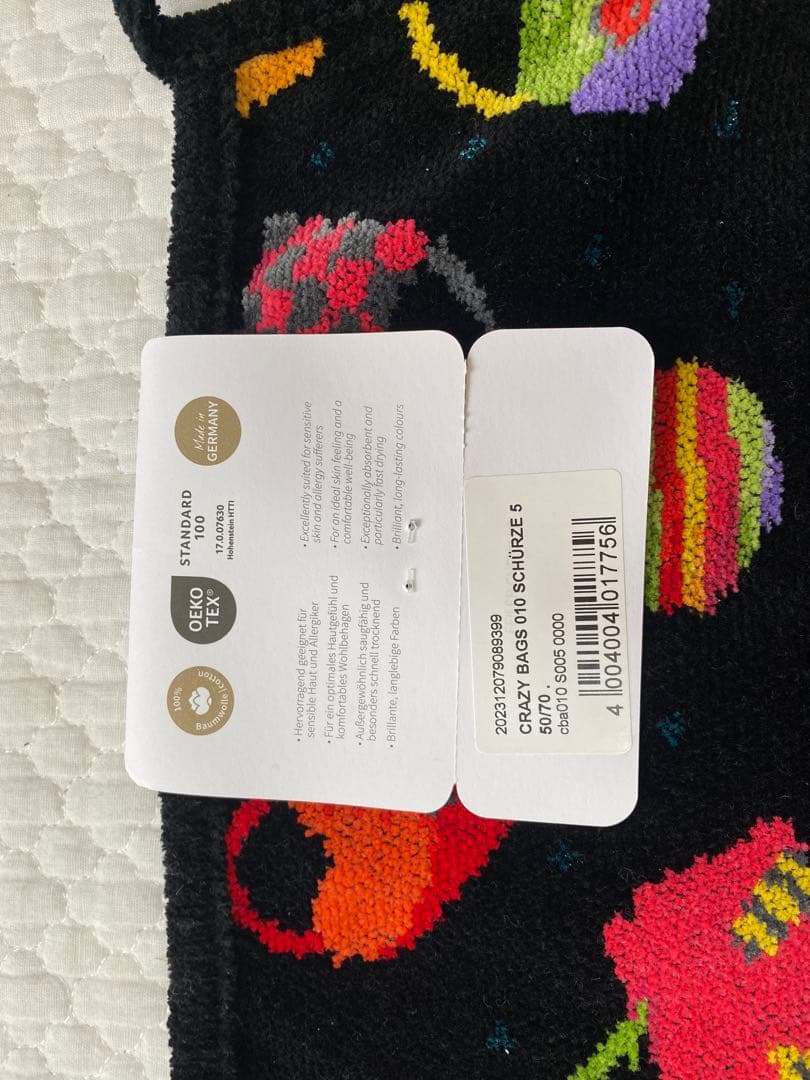 100%
Baumwolle \ Cotton
OEKO
TEX®
STANDARD
100
17.0.07630
Hohenstein HTTI
Made in
GERMANY
• Hervorragend geeignet für
sensible Haut und Allergiker
• Für ein optimales Hautgefühl und
komfortables Wohlbehagen
• Außergewöhnlich saugfähig und
besonders schnell trocknend
• Brillante, langlebige Farben
• Excellently suited for sensitive
skin and allergy sufferers
• For an ideal skin feeling and a
comfortable well-being
• Exceptionally absorbent and
particularly fast drying
• Brilliant, long-lasting colours
202312079089399
CRAZY BAGS 010 SCHÜRZE 5
50/70 .
cba010 S005 0000
4 004004 017756